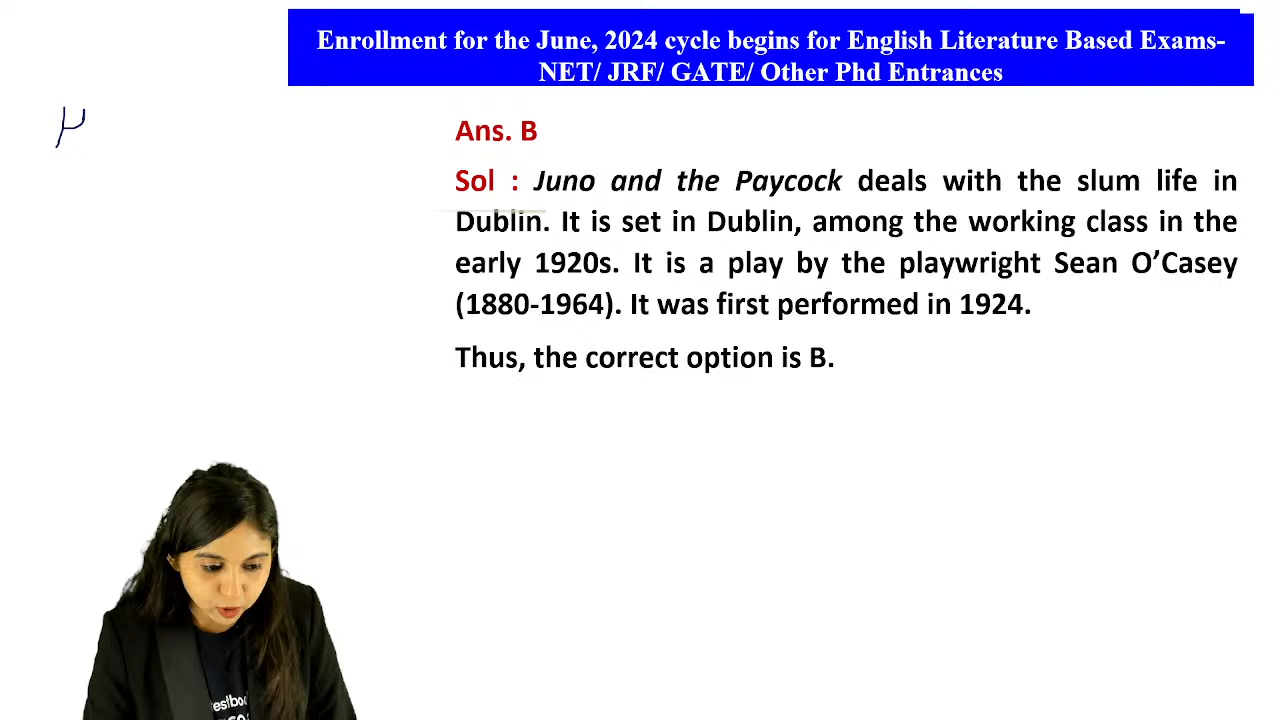 Enrollment for the June, 2024 cycle begins for English Literature Based Exams-
NET/ JRF/ GATE/ Other Phd Entrances
Ans. B
Sol : Juno and the Paycock deals with the slum life in
Dublin. It is set in Dublin, among the working class in the
early 1920s. It is a play by the playwright Sean O’Casey
(1880-1964). It was first performed in 1924.
Thus, the correct option is B.